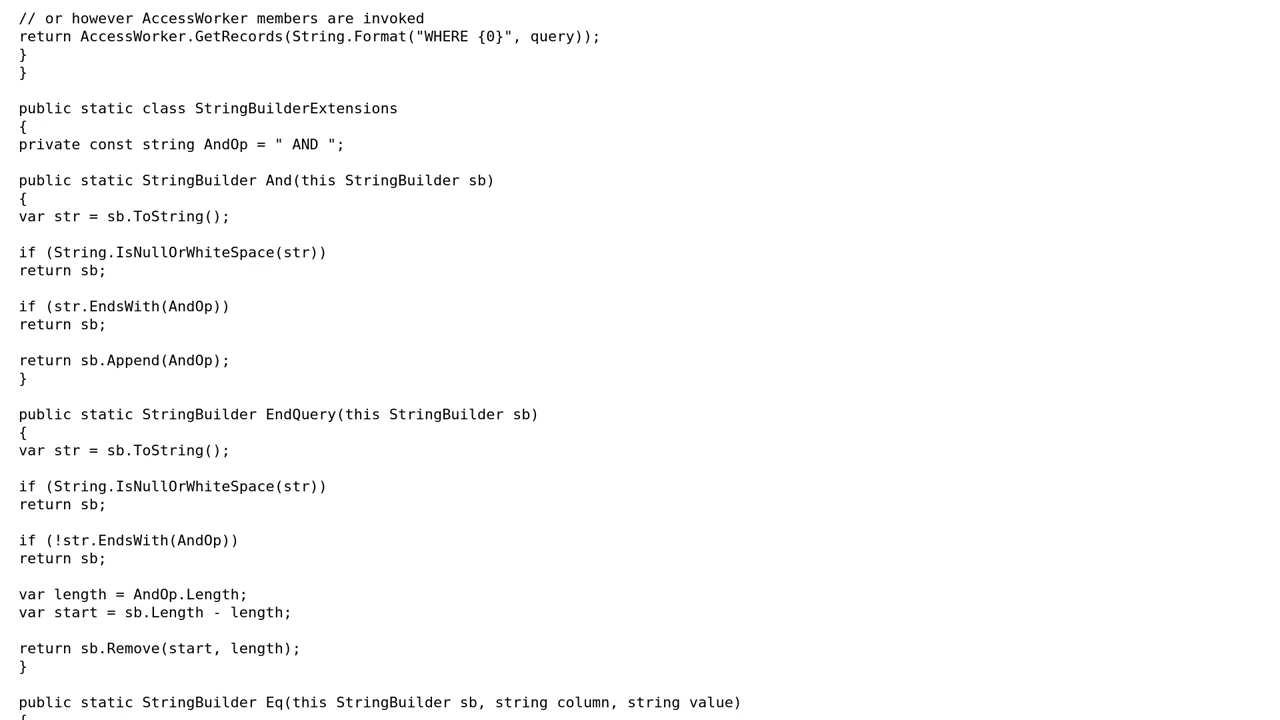 // or however AccessWorker members are invoked
return AccessWorker.GetRecords(String.Format("WHERE {0}", query));
}
}
public static class StringBuilderExtensions
{
private const string AndOp = " AND ";
public static StringBuilder And(this StringBuilder sb)
{
var str = sb.ToString();
if (String.IsNullOrWhiteSpace(str))
return sb;
if (str.EndsWith(AndOp))
return sb;
return sb.Append(AndOp);
}
public static StringBuilder EndQuery(this StringBuilder sb)
{
var str = sb.ToString();
if (String.IsNullOrWhiteSpace(str))
return sb;
if (!str.EndsWith(AndOp))
return sb;
var length = AndOp.Length;
var start = sb.Length - length;
return sb.Remove(start, length);
}
public static StringBuilder Eq(this StringBuilder sb, string column, string value)
{